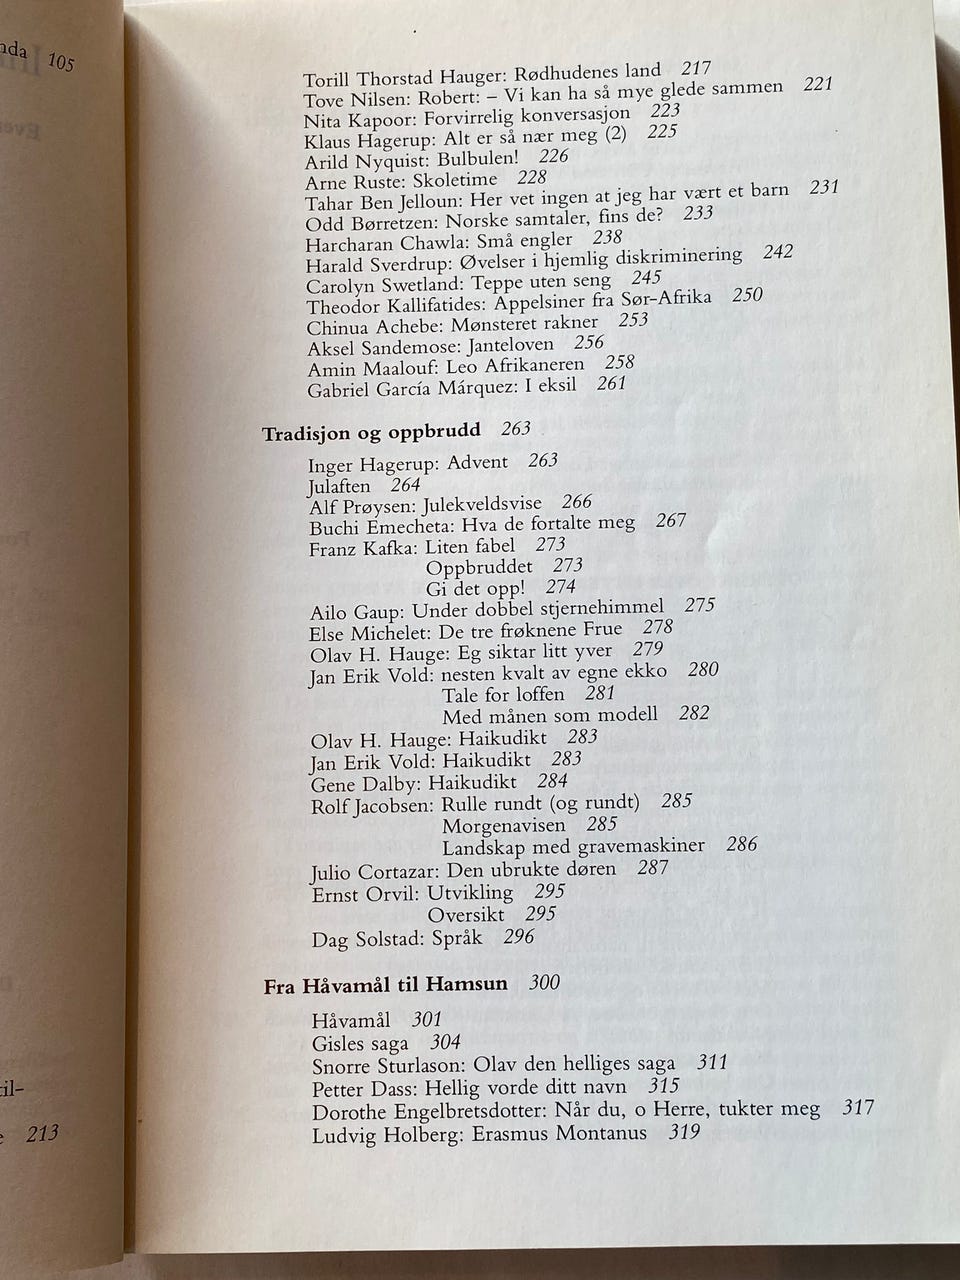 105
il-
213
Torill Thorstad Hauger: Rødhudenes land 217
Tove Nilsen: Robert: – Vi kan ha så mye glede sammen 221
Nita Kapoor: Forvirrelig konversasjon 223
Klaus Hagerup: Alt er så nær meg (2) 225
Arild Nyquist: Bulbulen! 226
Arne Ruste: Skoletime 228
Tahar Ben Jelloun: Her vet ingen at jeg har vært et barn 231
Odd Børretzen: Norske samtaler, fins de? 233
Harcharan Chawla: Små engler 238
Harald Sverdrup: Øvelser i hjemlig diskriminering 242
Carolyn Swetland: Teppe uten seng 245
Theodor Kallifatides: Appelsiner fra Sør-Afrika 250
Chinua Achebe: Mønsteret rakner 253
Aksel Sandemose: Janteloven 256
Amin Maalouf: Leo Afrikaneren 258
Gabriel García Márquez: I eksil 261
Tradisjon og oppbrudd 263
Inger Hagerup: Advent 263
Julaften 264
Alf Prøysen: Julekveldsvise 266
Buchi Emecheta: Hva de fortalte meg 267
Franz Kafka: Liten fabel 273
Oppbruddet 273
Gi det opp! 274
Ailo Gaup: Under dobbel stjernehimmel 275
Else Michelet: De tre frøknene Frue 278
Olav H. Hauge: Eg siktar litt yver 279
Jan Erik Vold: nesten kvalt av egne ekko 280
Tale for loffen 281
Med månen som modell 282
Olav H. Hauge: Haikudikt 283
Jan Erik Vold: Haikudikt 283
Gene Dalby: Haikudikt 284
Rolf Jacobsen: Rulle rundt (og rundt) 285
Morgenavisen 285
Landskap med gravemaskiner 286
Julio Cortazar: Den ubrukte døren 287
Ernst Orvil: Utvikling 295
Oversikt 295
Dag Solstad: Språk 296
Fra Håvamål til Hamsun 300
Håvamål 301
Gisles saga 304
Snorre Sturlason: Olav den helliges saga 311
Petter Dass: Hellig vorde ditt navn 315
Dorothe Engelbretsdotter: Når du, o Herre, tukter meg 317
Ludvig Holberg: Erasmus Montanus 319